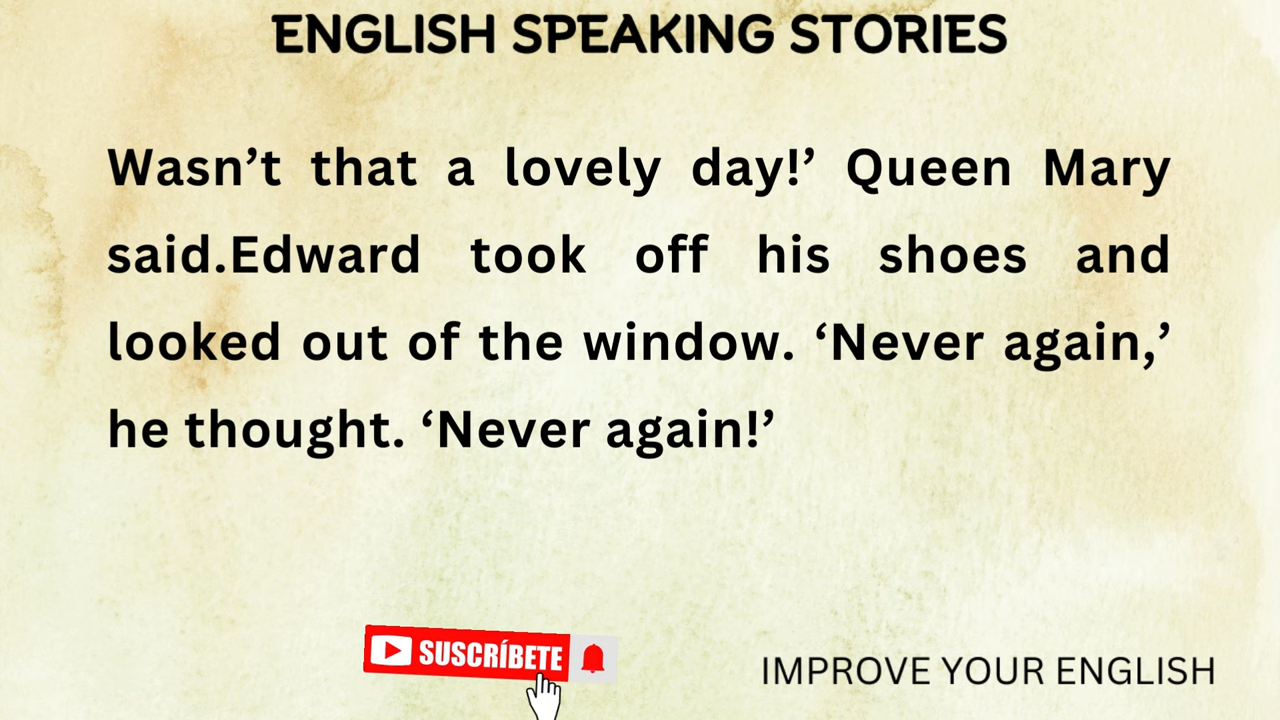 ENGLISH SPEAKING STORIES
Wasn’t that a lovely day!’ Queen Mary
said.Edward took off his shoes and
looked out of the window. ‘Never again,’
he thought. ‘Never again!’
SUSCRÍBETE
IMPROVE YOUR ENGLISH